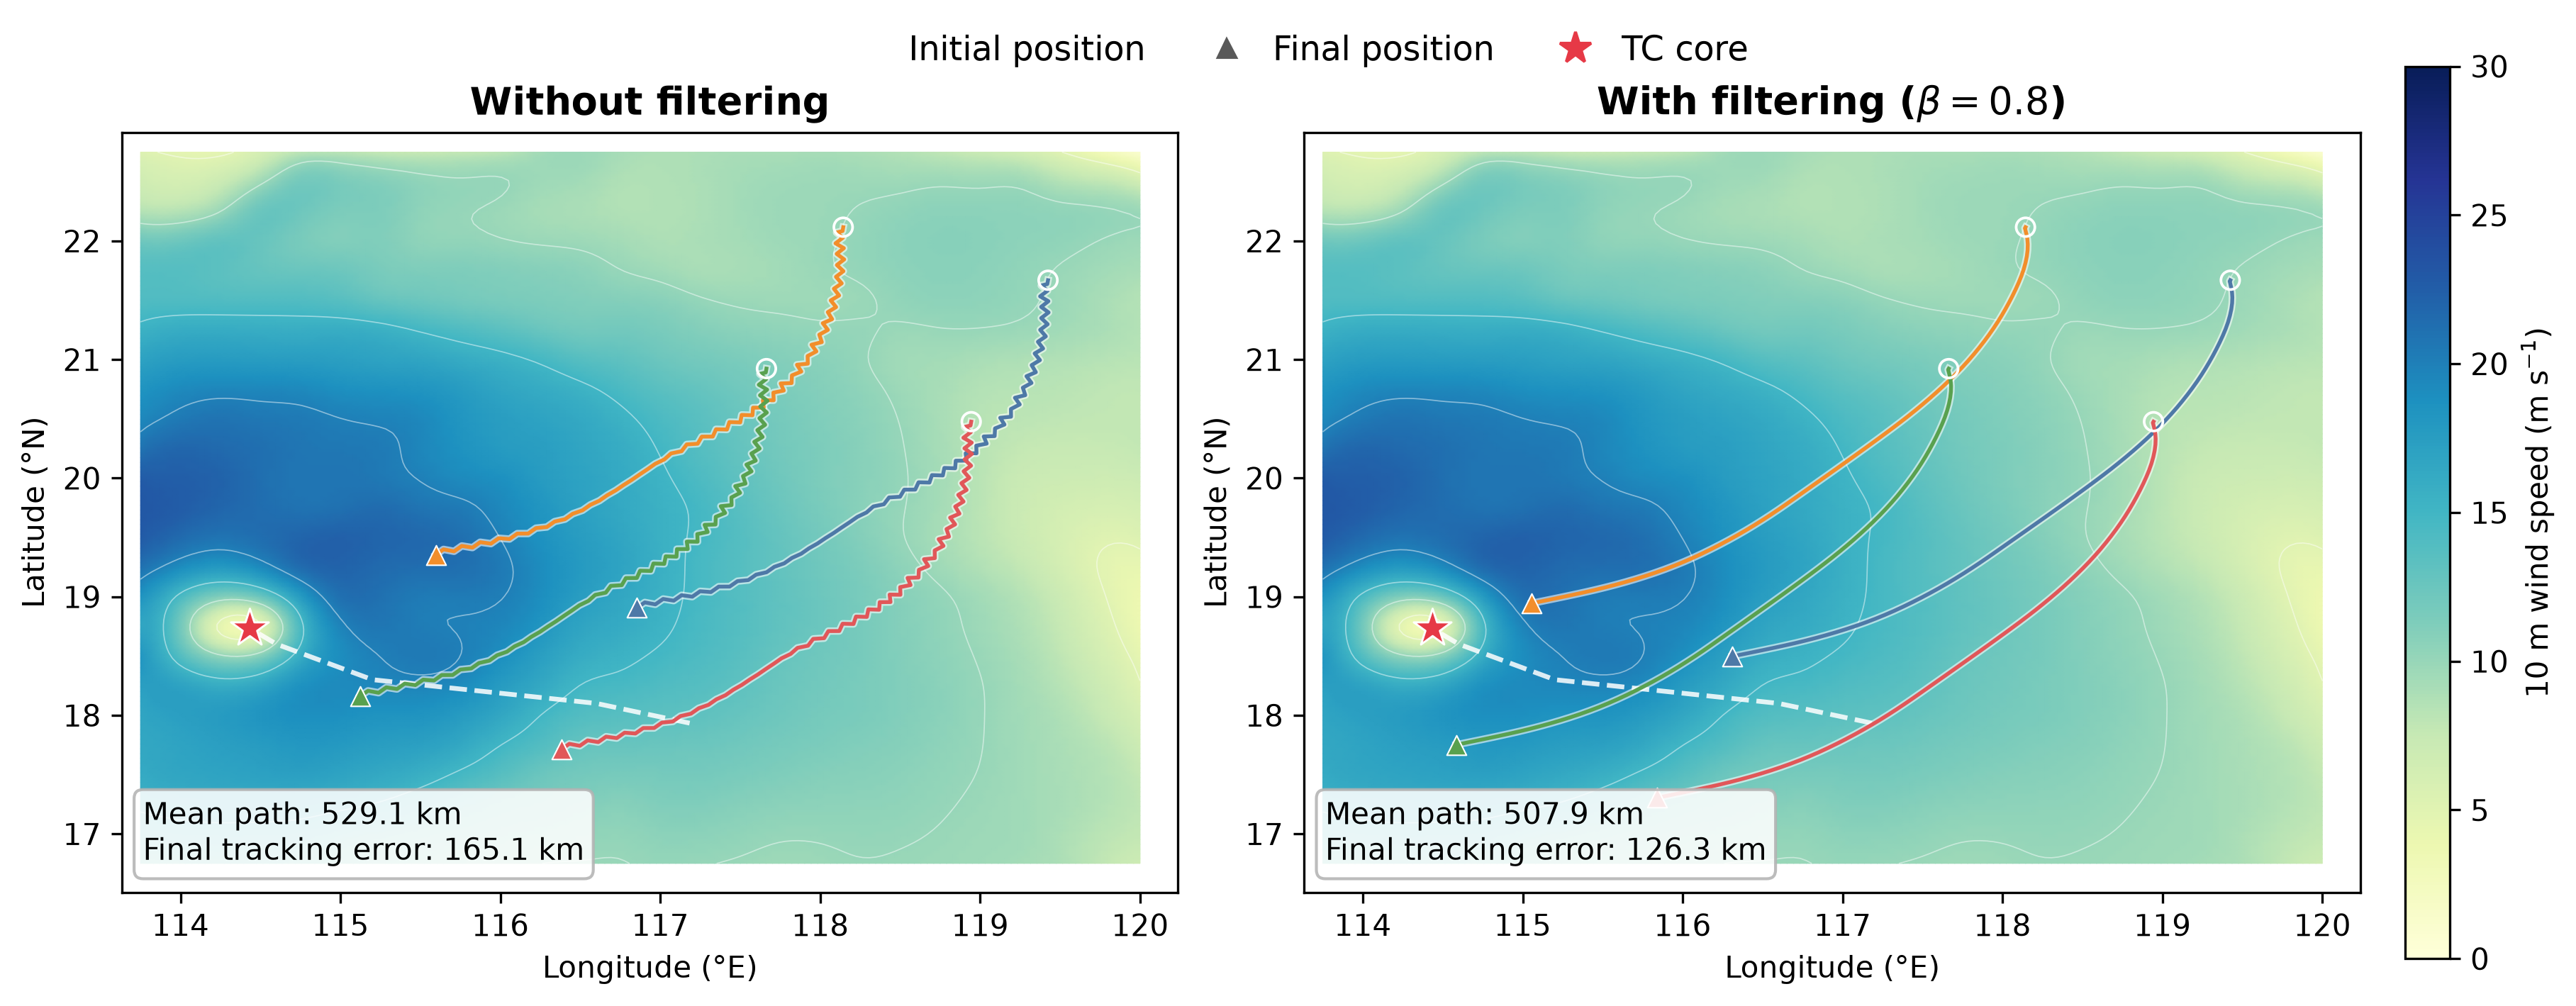 Initial position
Final position
TC core
Without filtering
With filtering (β = 0.8)
Latitude (°N)
22
21
20
19
18
17
Mean path: 529.1 km
Final tracking error: 165.1 km
114 115 116 117 118 119 120
Longitude (°E)
Latitude (°N)
22
21
20
19
18
17
Mean path: 507.9 km
Final tracking error: 126.3 km
114 115 116 117 118 119 120
Longitude (°E)
30
25
20
15
10
5
0
10 m wind speed (m s⁻¹)